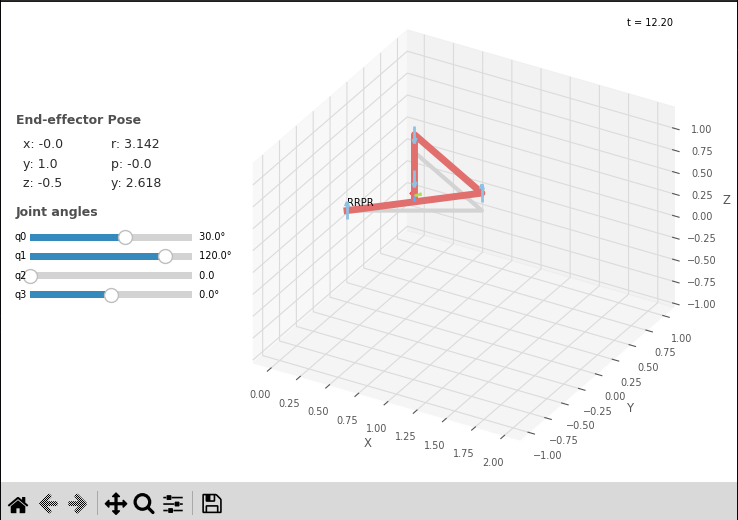 t = 12.20
End-effector Pose
x: -0.0 r: 3.142
y: 1.0 p: -0.0
z: -0.5 y: 2.618
Joint angles
q0 30.0°
q1 120.0°
q2 0.0
q3 0.0°
RRPR
1.00
0.75
0.50
0.25
0.00
−0.25
−0.50
−0.75
−1.00
Z
0.00
0.25
0.50
0.75
1.00
1.25
1.50
1.75
2.00
X
1.00
0.75
0.50
0.25
0.00
−0.25
−0.50
−0.75
−1.00
Y